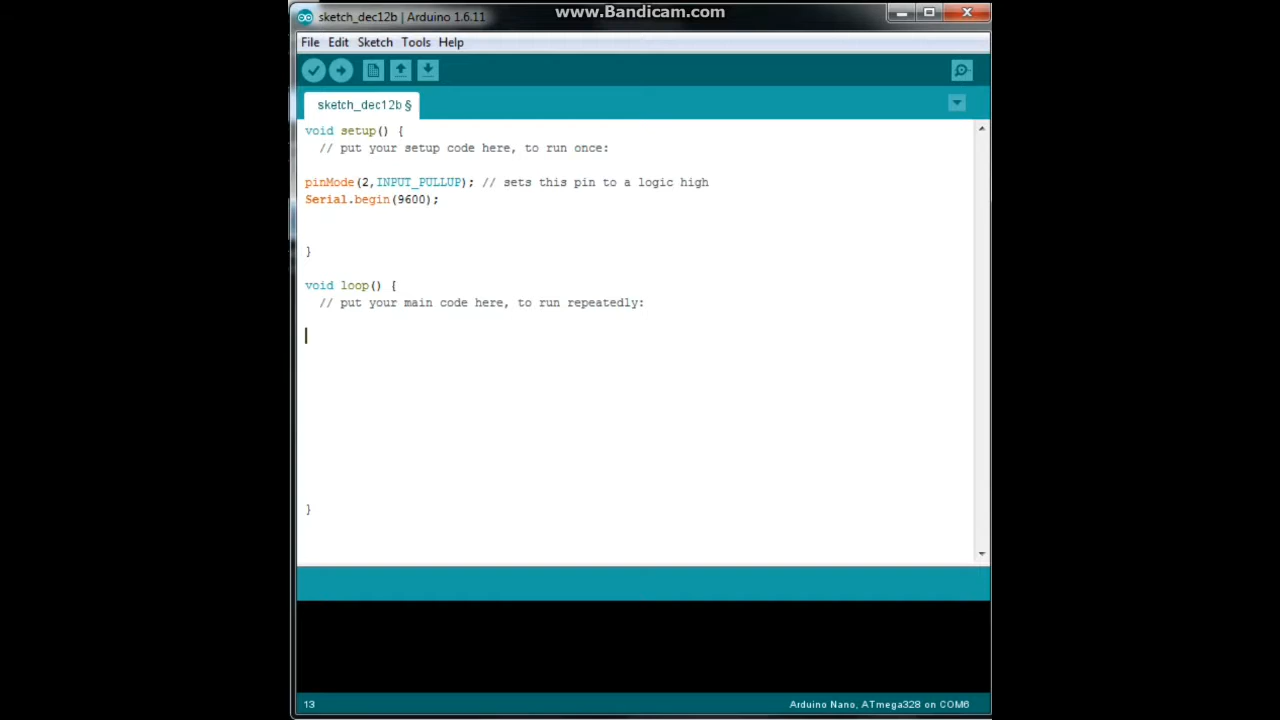 www.Bandicam.com
sketch_dec12b | Arduino 1.6.11
File Edit Sketch Tools Help
sketch_dec12b §
void setup() {
// put your setup code here, to run once:
pinMode(2,INPUT_PULLUP); // sets this pin to a logic high
Serial.begin(9600);
}
void loop() {
// put your main code here, to run repeatedly:
}
13 Arduino Nano, ATmega328 on COM6